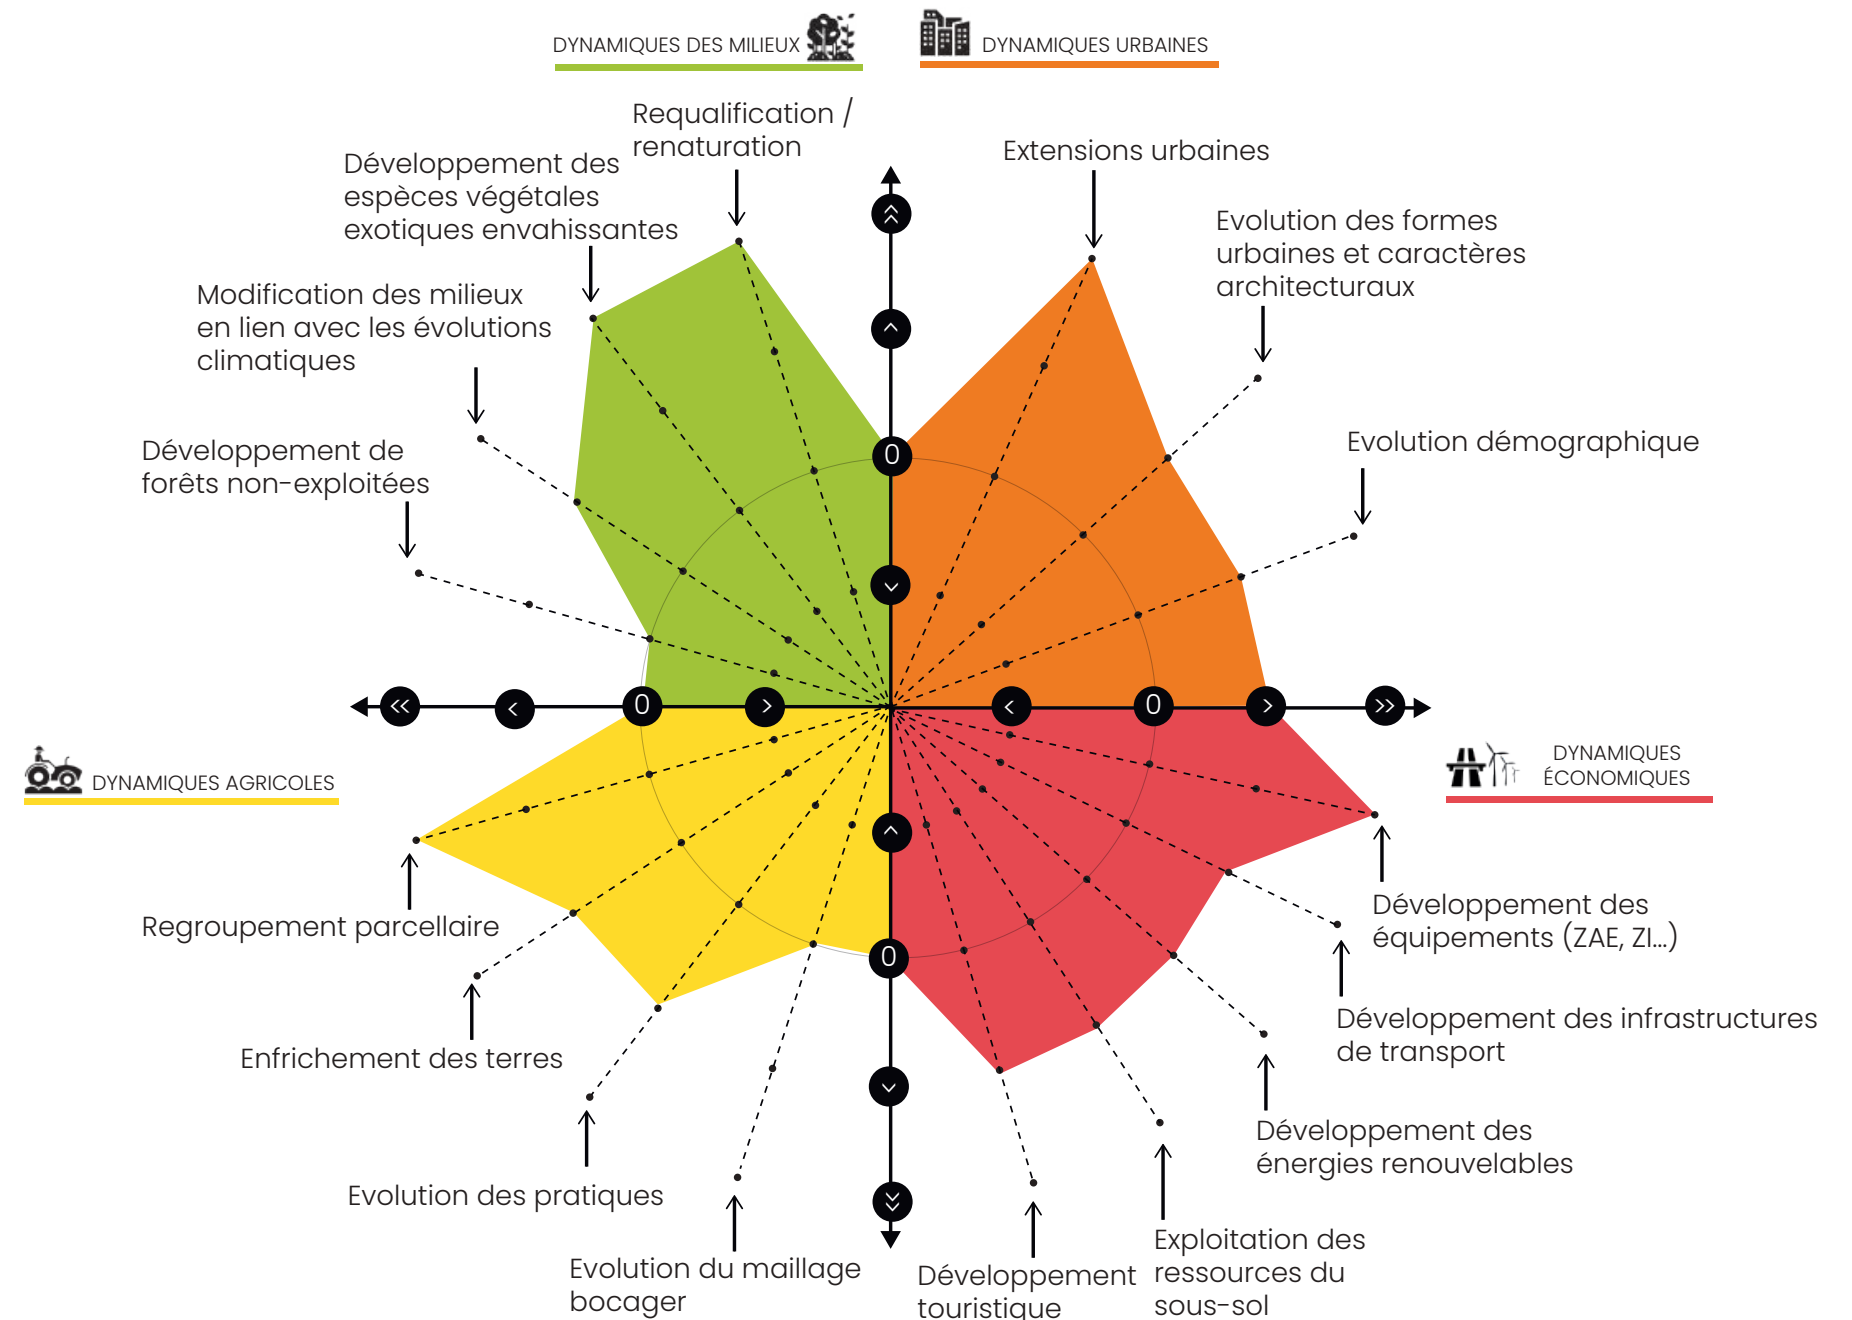 DYNAMIQUES DES MILIEUX
DYNAMIQUES URBAINES
Requalification /
renaturation
Développement des
espèces végétales
exotiques envahissantes
Modification des milieux
en lien avec les évolutions
climatiques
Développement de
forêts non-exploitées
Extensions urbaines
Evolution des formes
urbaines et caractères
architecturaux
Evolution démographique
0
<<
<
0
>
<
0
>
>>
DYNAMIQUES AGRICOLES
DYNAMIQUES
ÉCONOMIQUES
Regroupement parcellaire
Enfrichement des terres
Evolution des pratiques
Evolution du maillage
bocager
0
Développement des
équipements (ZAE, ZI...)
Développement des infrastructures
de transport
Développement des
énergies renouvelables
Exploitation des
ressources du
sous-sol
Développement
touristique